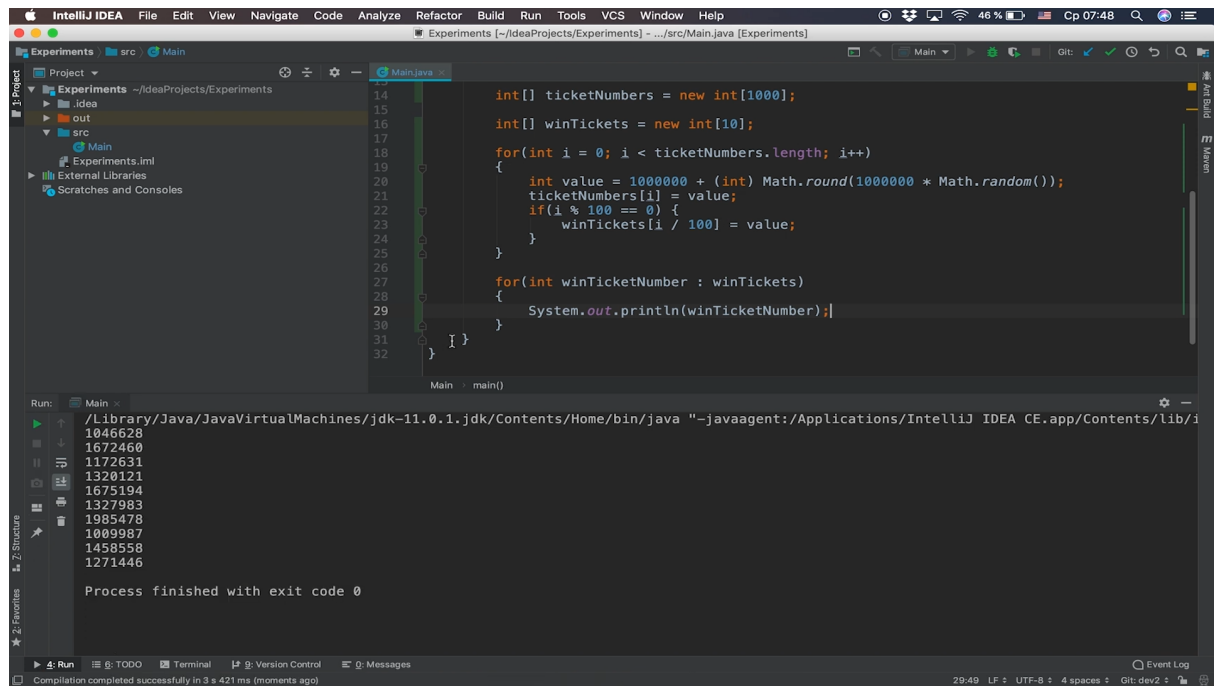 IntelliJ IDEA File Edit View Navigate Code Analyze Refactor Build Run Tools VCS Window Help 46 % Ср 07:48
Experiments [~/IdeaProjects/Experiments] - .../src/Main.java [Experiments]
Experiments src Main Main Git:
1: Project
Project
Main.java
Experiments ~/IdeaProjects/Experiments
.idea
out
src
Main
Experiments.iml
External Libraries
Scratches and Consoles
14 int[] ticketNumbers = new int[1000];
15
16 int[] winTickets = new int[10];
17
18 for(int i = 0; i < ticketNumbers.length; i++)
19 {
20 int value = 1000000 + (int) Math.round(1000000 * Math.random());
21 ticketNumbers[i] = value;
22 if(i % 100 == 0) {
23 winTickets[i / 100] = value;
24 }
25 }
26
27 for(int winTicketNumber : winTickets)
28 {
29 System.out.println(winTicketNumber);
30 }
31 }
32 }
Main main()
Ant Build
Maven
Run: Main
/Library/Java/JavaVirtualMachines/jdk-11.0.1.jdk/Contents/Home/bin/java "-javaagent:/Applications/IntelliJ IDEA CE.app/Contents/lib/
1046628
1672460
1172631
1320121
1675194
1327983
1985478
1009987
1458558
1271446
Process finished with exit code 0
Z: Structure
2: Favorites
4: Run 6: TODO Terminal 9: Version Control 0: Messages Event Log
Compilation completed successfully in 3 s 421 ms (moments ago) 29:49 LF UTF-8 4 spaces Git: dev2